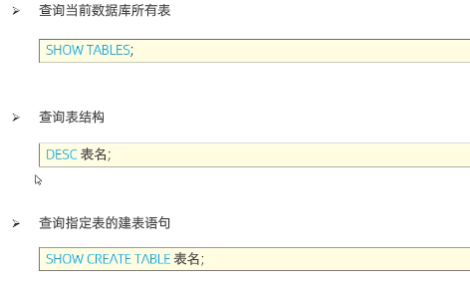 查询当前数据库所有表
SHOW TABLES;
查询表结构
DESC 表名;
查询指定表的建表语句
SHOW CREATE TABLE 表名;